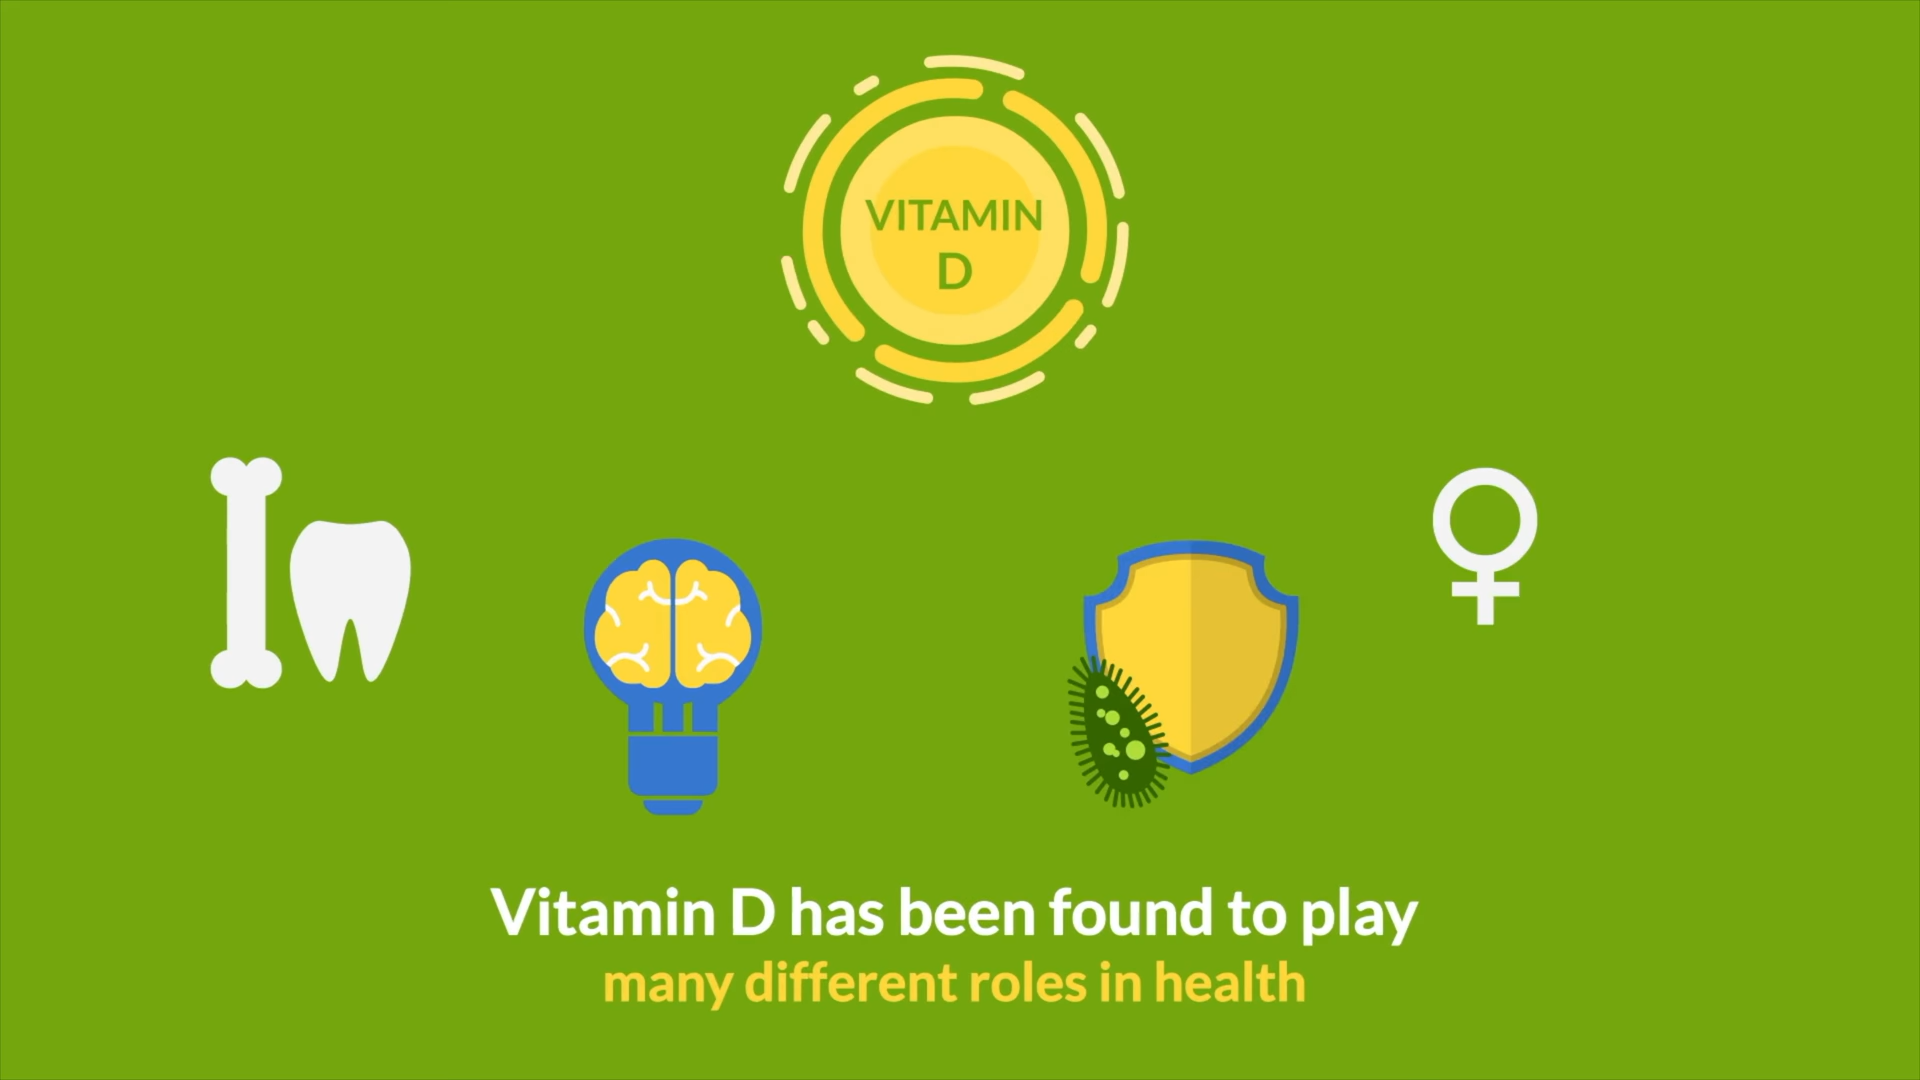 VITAMIN
D
Vitamin D has been found to play
many different roles in health